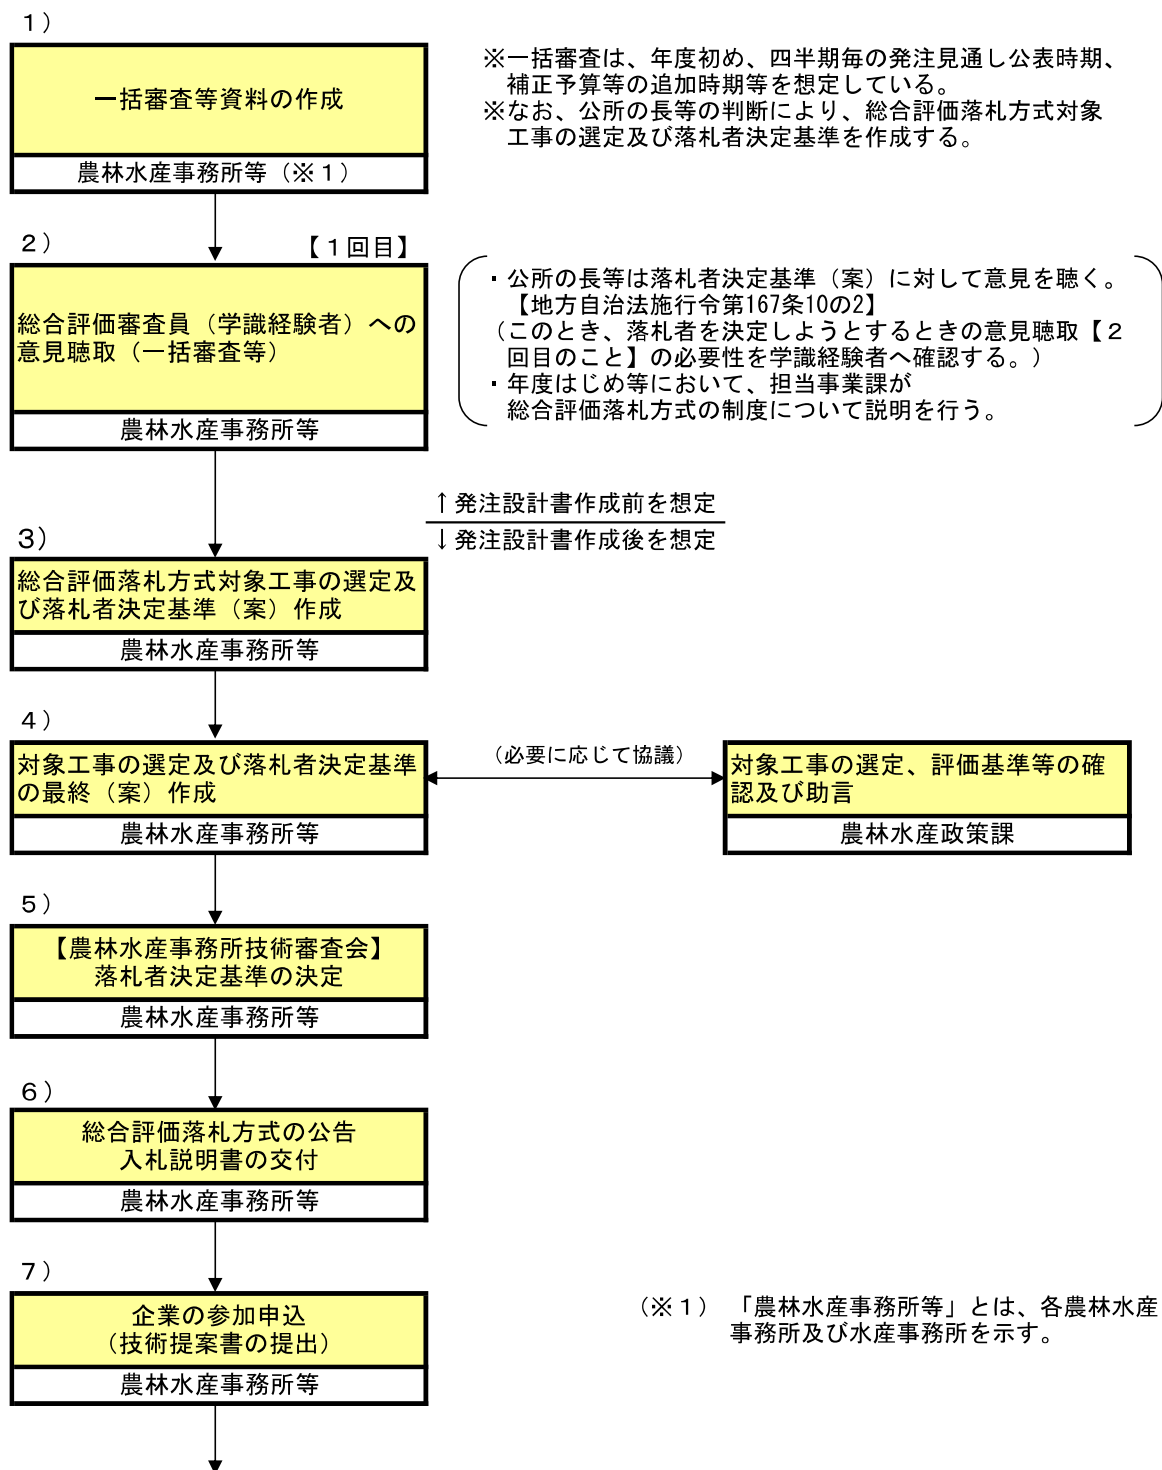 １）
一括審査等資料の作成
農林水産事務所等（※１）
※一括審査は、年度初め、四半期毎の発注見通し公表時期、
補正予算等の追加時期等を想定している。
※なお、公所の長等の判断により、総合評価落札方式対象
工事の選定及び落札者決定基準を作成する。
２）
【１回目】
総合評価審査員（学識経験者）への
意見聴取（一括審査等）
農林水産事務所等
・公所の長等は落札者決定基準（案）に対して意見を聴く。
【地方自治法施行令第167条10の2】
（このとき、落札者を決定しようとするときの意見聴取【２
回目のこと】の必要性を学識経験者へ確認する。）
・年度はじめ等において、担当事業課が
総合評価落札方式の制度について説明を行う。
↑発注設計書作成前を想定
↓発注設計書作成後を想定
３）
総合評価落札方式対象工事の選定及
び落札者決定基準（案）作成
農林水産事務所等
４）
対象工事の選定及び落札者決定基準
の最終（案）作成
農林水産事務所等
（必要に応じて協議）
対象工事の選定、評価基準等の確
認及び助言
農林水産政策課
５）
【農林水産事務所技術審査会】
落札者決定基準の決定
農林水産事務所等
６）
総合評価落札方式の公告
入札説明書の交付
農林水産事務所等
７）
企業の参加申込
（技術提案書の提出）
農林水産事務所等
（※１）　「農林水産事務所等」とは、各農林水産
事務所及び水産事務所を示す。